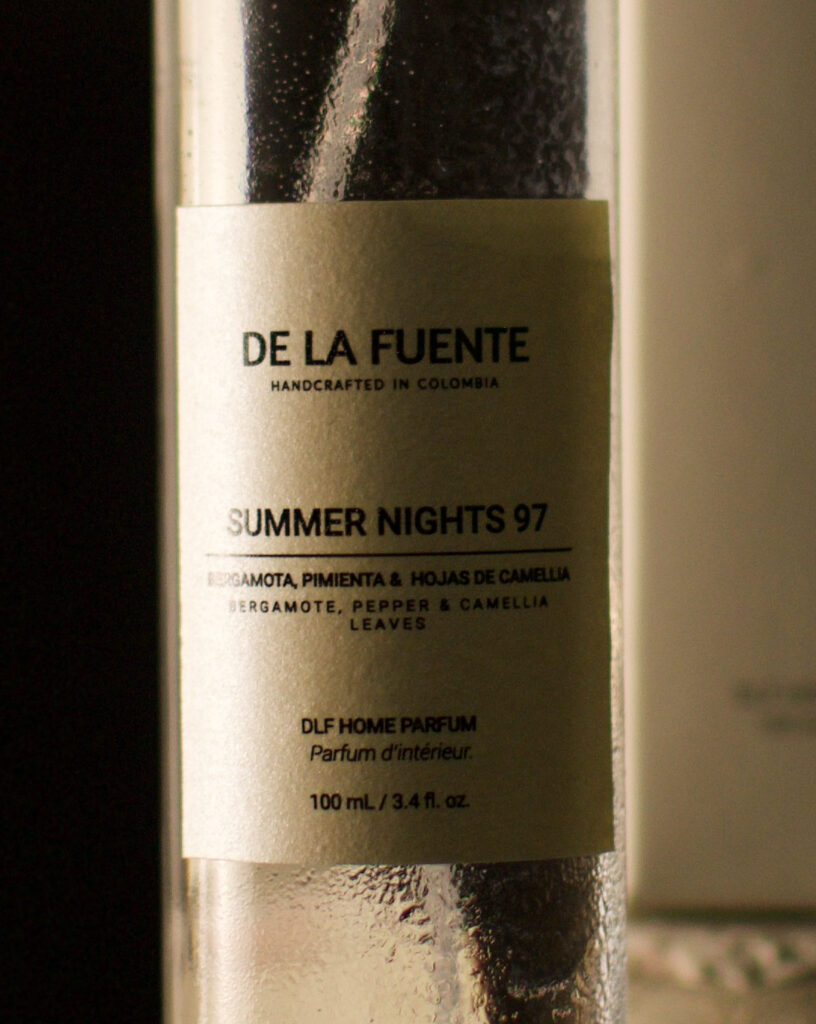 DE LA FUENTE
HANDCRAFTED IN COLOMBIA
SUMMER NIGHTS 97
BERGAMOTA, PIMIENTA & HOJAS DE CAMELLIA
BERGAMOTE, PEPPER & CAMELLIA
LEAVES
DLF HOME PARFUM
Parfum d'intérieur.
100 mL / 3.4 fl. oz.